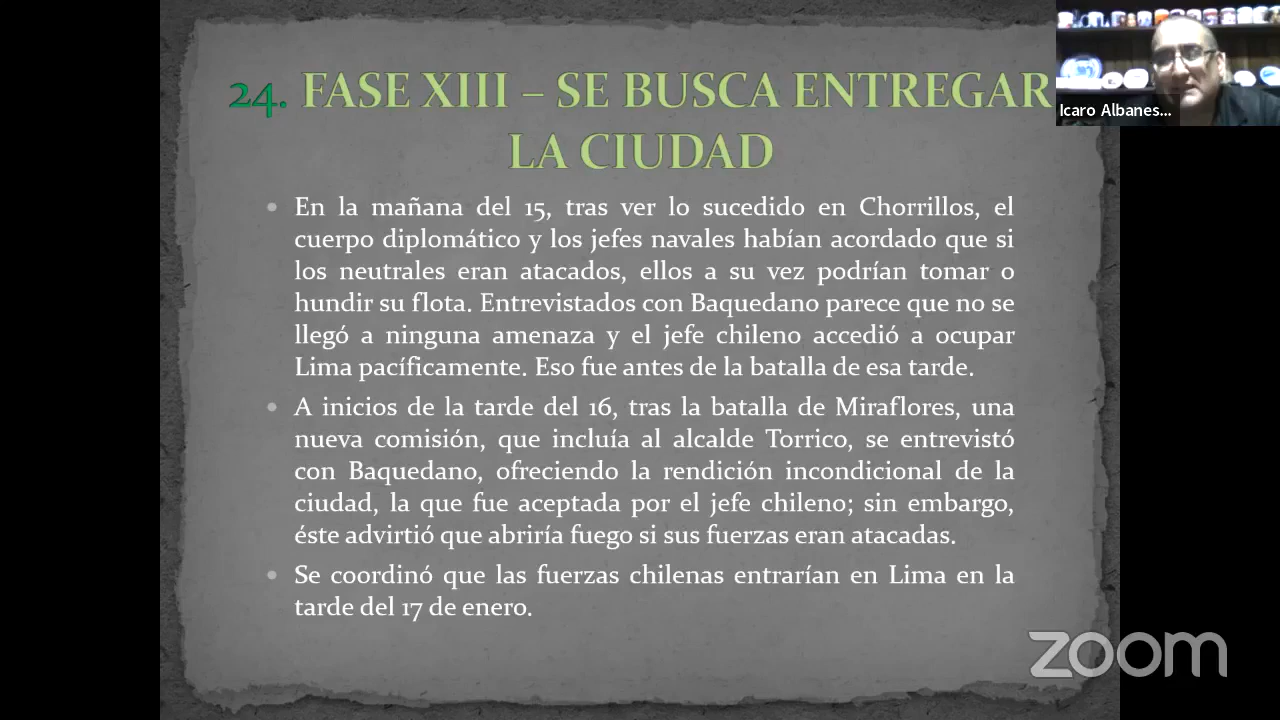 24. FASE XIII – SE BUSCA ENTREGAR
LA CIUDAD
Icaro Albanes...
• En la mañana del 15, tras ver lo sucedido en Chorrillos, el
cuerpo diplomático y los jefes navales habían acordado que si
los neutrales eran atacados, ellos a su vez podrían tomar o
hundir su flota. Entrevistados con Baquedano parece que no se
llegó a ninguna amenaza y el jefe chileno accedió a ocupar
Lima pacíficamente. Eso fue antes de la batalla de esa tarde.
• A inicios de la tarde del 16, tras la batalla de Miraflores, una
nueva comisión, que incluía al alcalde Torrico, se entrevistó
con Baquedano, ofreciendo la rendición incondicional de la
ciudad, la que fue aceptada por el jefe chileno; sin embargo,
éste advirtió que abriría fuego si sus fuerzas eran atacadas.
• Se coordinó que las fuerzas chilenas entrarían en Lima en la
tarde del 17 de enero.
zoom